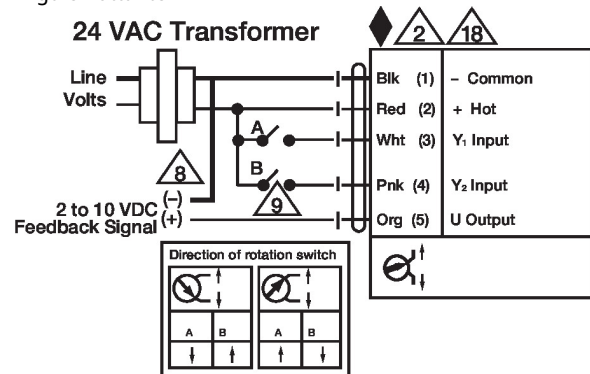 24 VAC Transformer
2
18
Line
Volts
Blk (1) – Common
Red (2) + Hot
A
Wht (3) Y₁ Input
B
Pnk (4) Y₂ Input
8
9
2 to 10 VDC (–)
Feedback Signal (+)
Org (5) U Output
Direction of rotation switch
A B A B